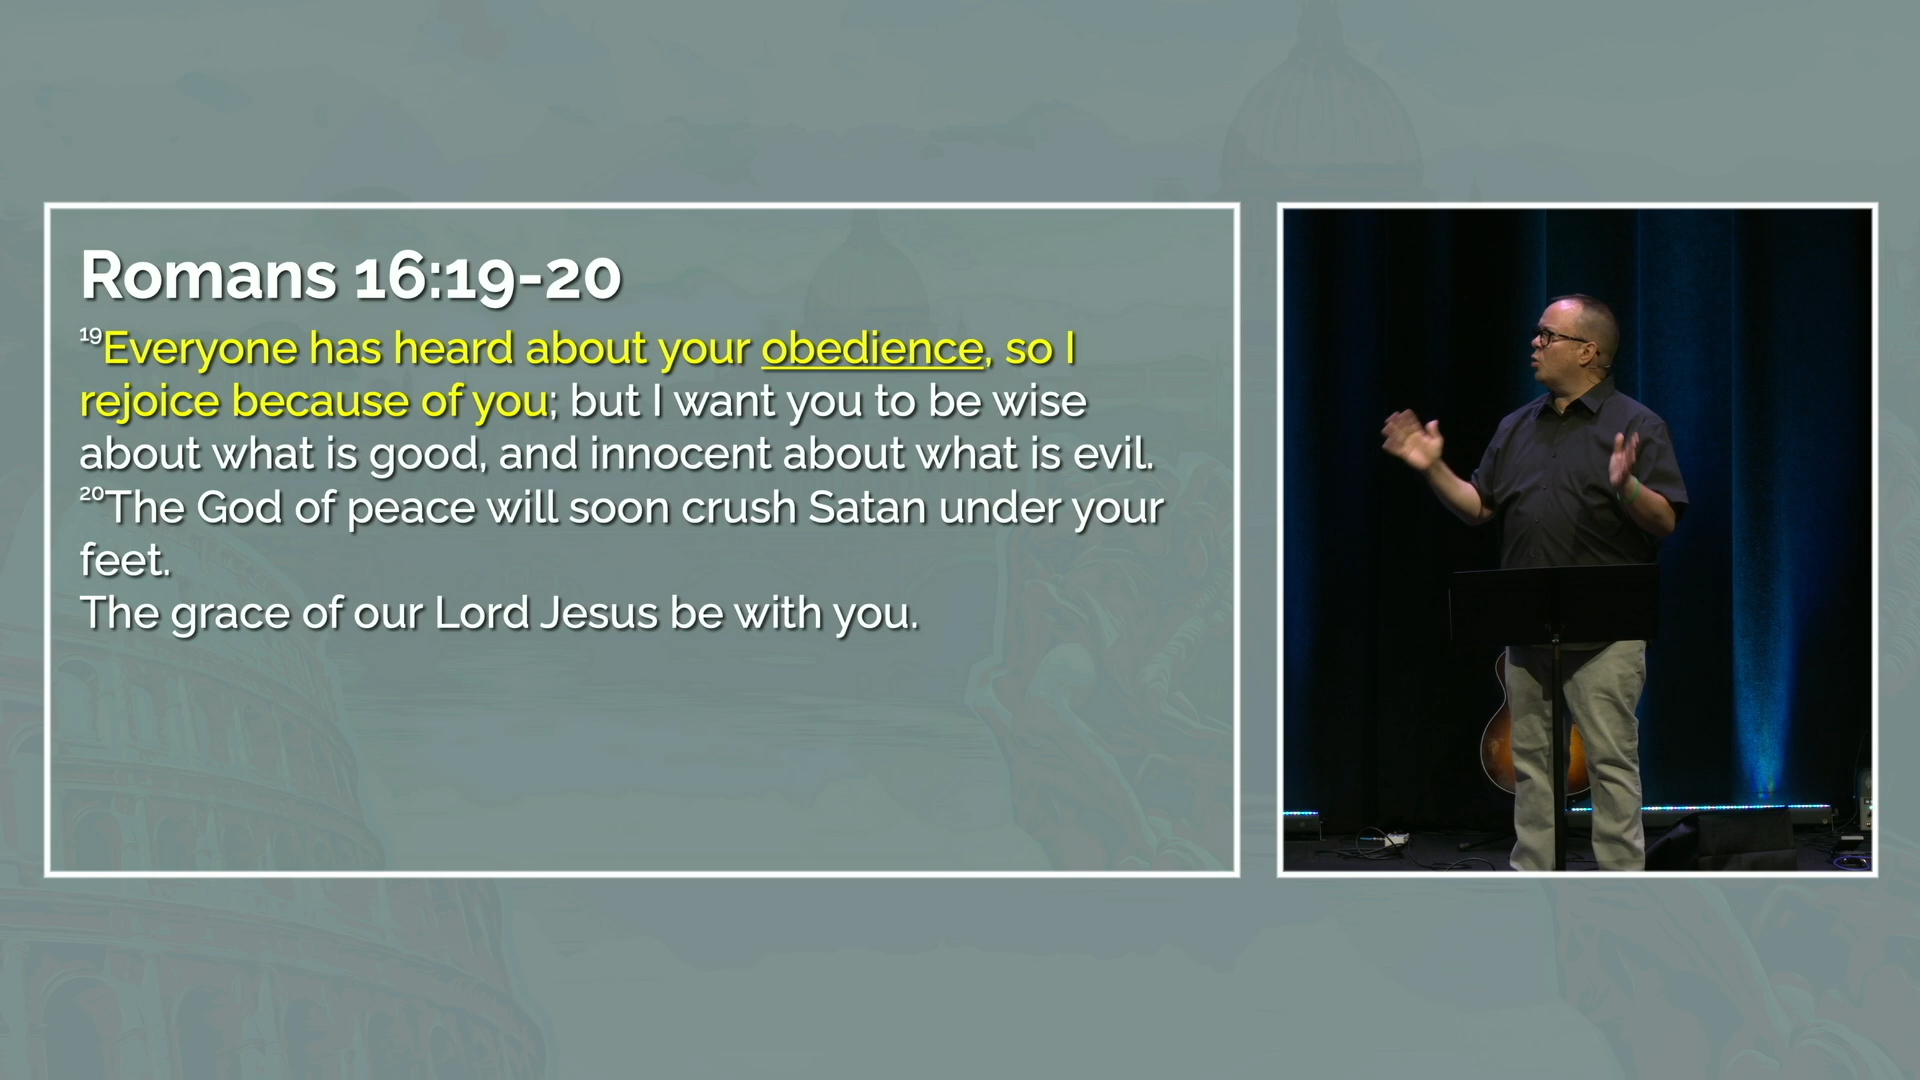 Romans 16:19-20
¹⁹Everyone has heard about your obedience, so I
rejoice because of you; but I want you to be wise
about what is good, and innocent about what is evil.
²⁰The God of peace will soon crush Satan under your
feet.
The grace of our Lord Jesus be with you.